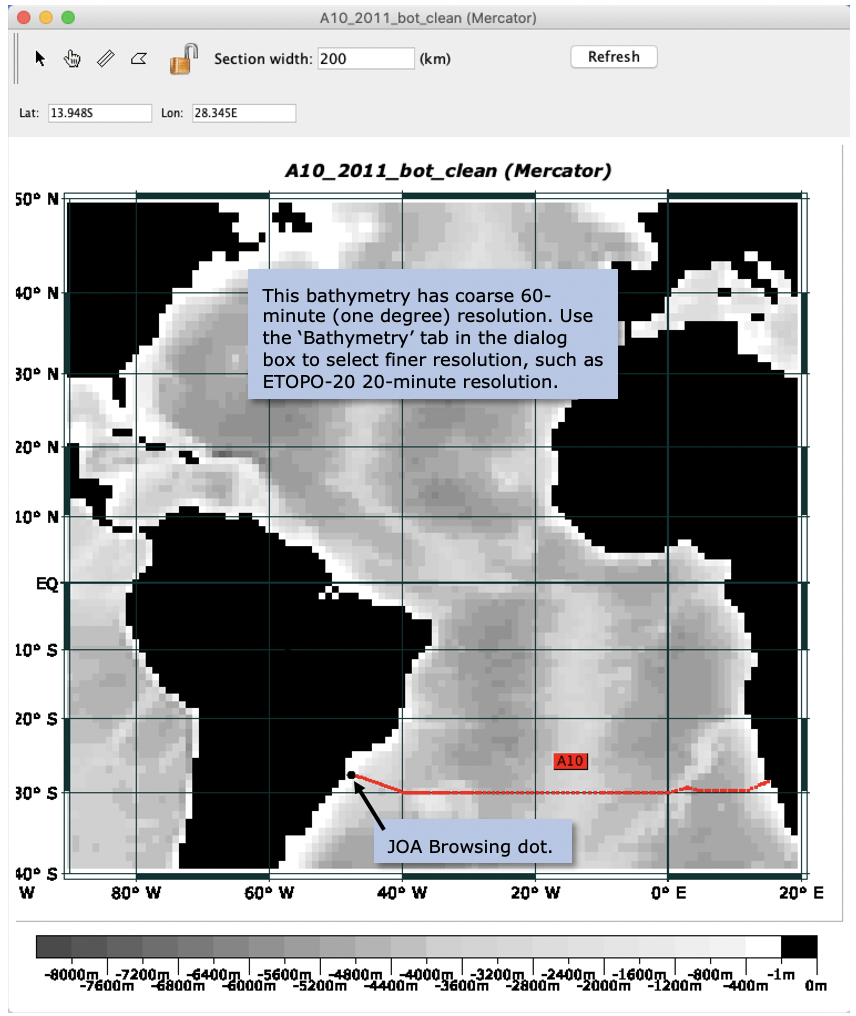 A10_2011_bot_clean (Mercator)
Section width: 200 (km) Refresh
Lat: 13.948S Lon: 28.345E
A10_2011_bot_clean (Mercator)
50° N
40° N
This bathymetry has coarse 60-
minute (one degree) resolution. Use
the ‘Bathymetry’ tab in the dialog
box to select finer resolution, such as
ETOPO-20 20-minute resolution.
30° N
20° N
10° N
EQ
10° S
20° S
A10
30° S
JOA Browsing dot.
40° S
W 80° W 60° W 40° W 20° W 0° E 20° E
-8000m -7200m -6400m -5600m -4800m -4000m -3200m -2400m -1600m -800m -1m
-7600m -6800m -6000m -5200m -4400m -3600m -2800m -2000m -1200m -400m 0m